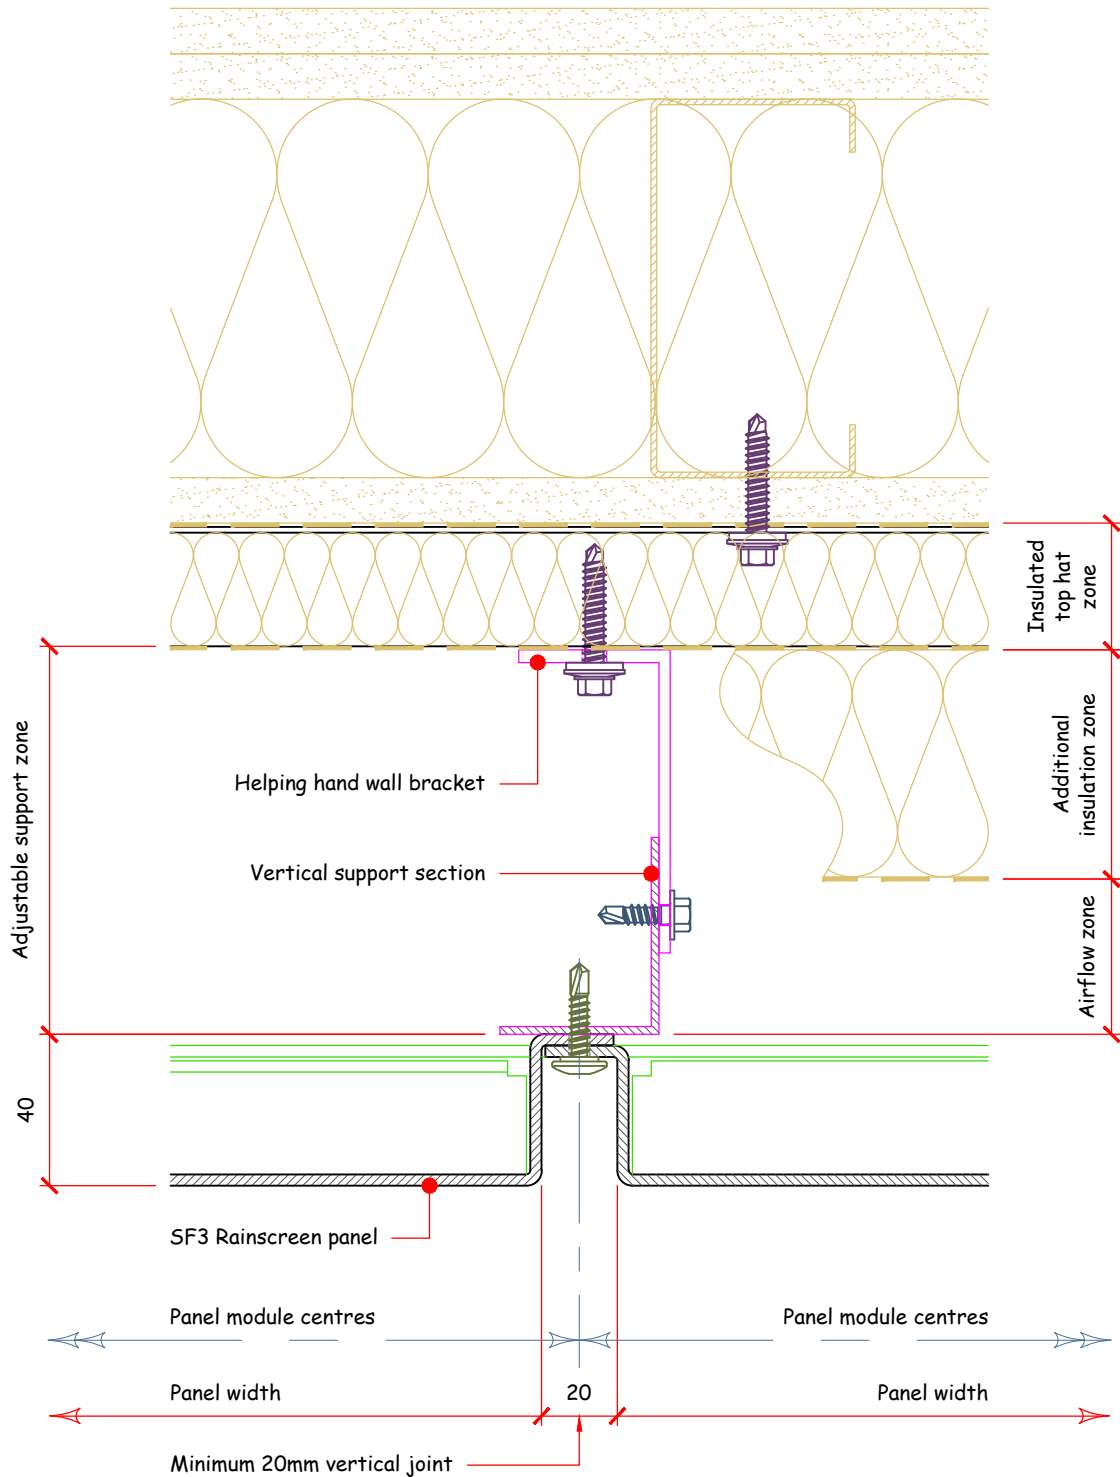 Insulated
top hat
zone
Adjustable support zone
Additional
insulation zone
Helping hand wall bracket
Vertical support section
Airflow zone
40
SF3 Rainscreen panel
Panel module centres
Panel module centres
Panel width
20
Panel width
Minimum 20mm vertical joint